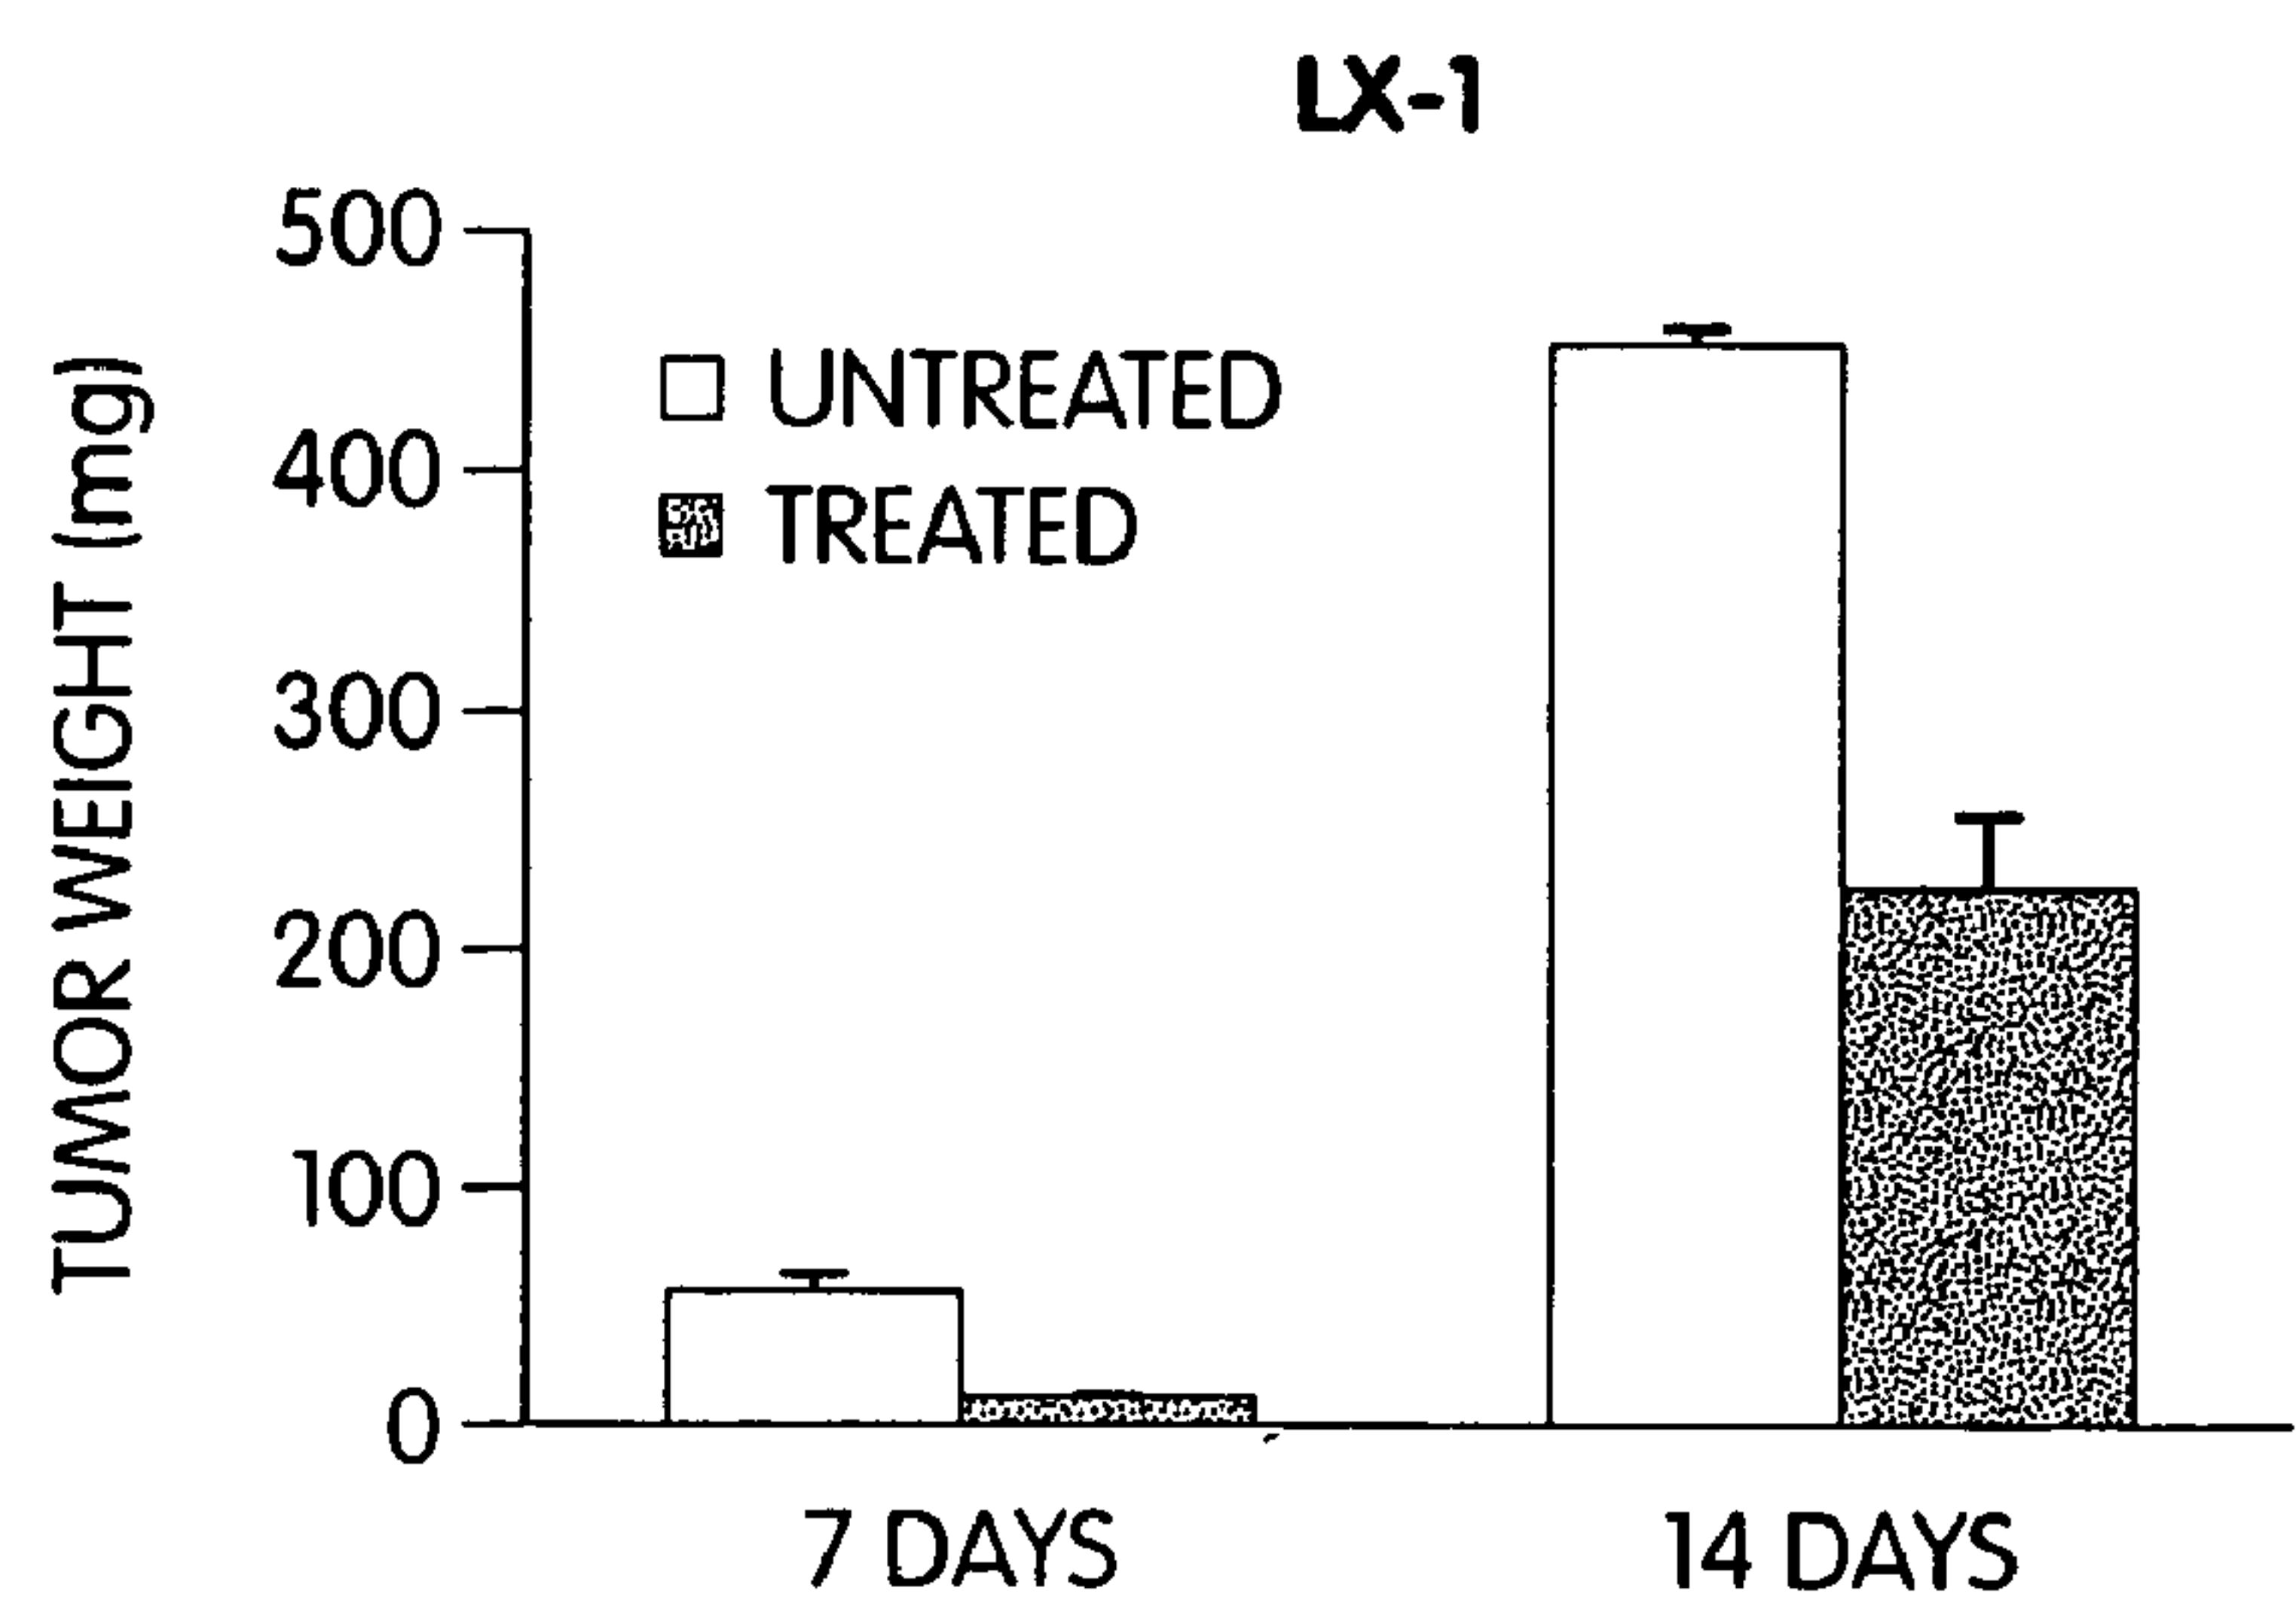 LX-1
TUMOR WEIGHT (mg)
500
400
300
200
100
0
UNTREATED
TREATED
7 DAYS
14 DAYS